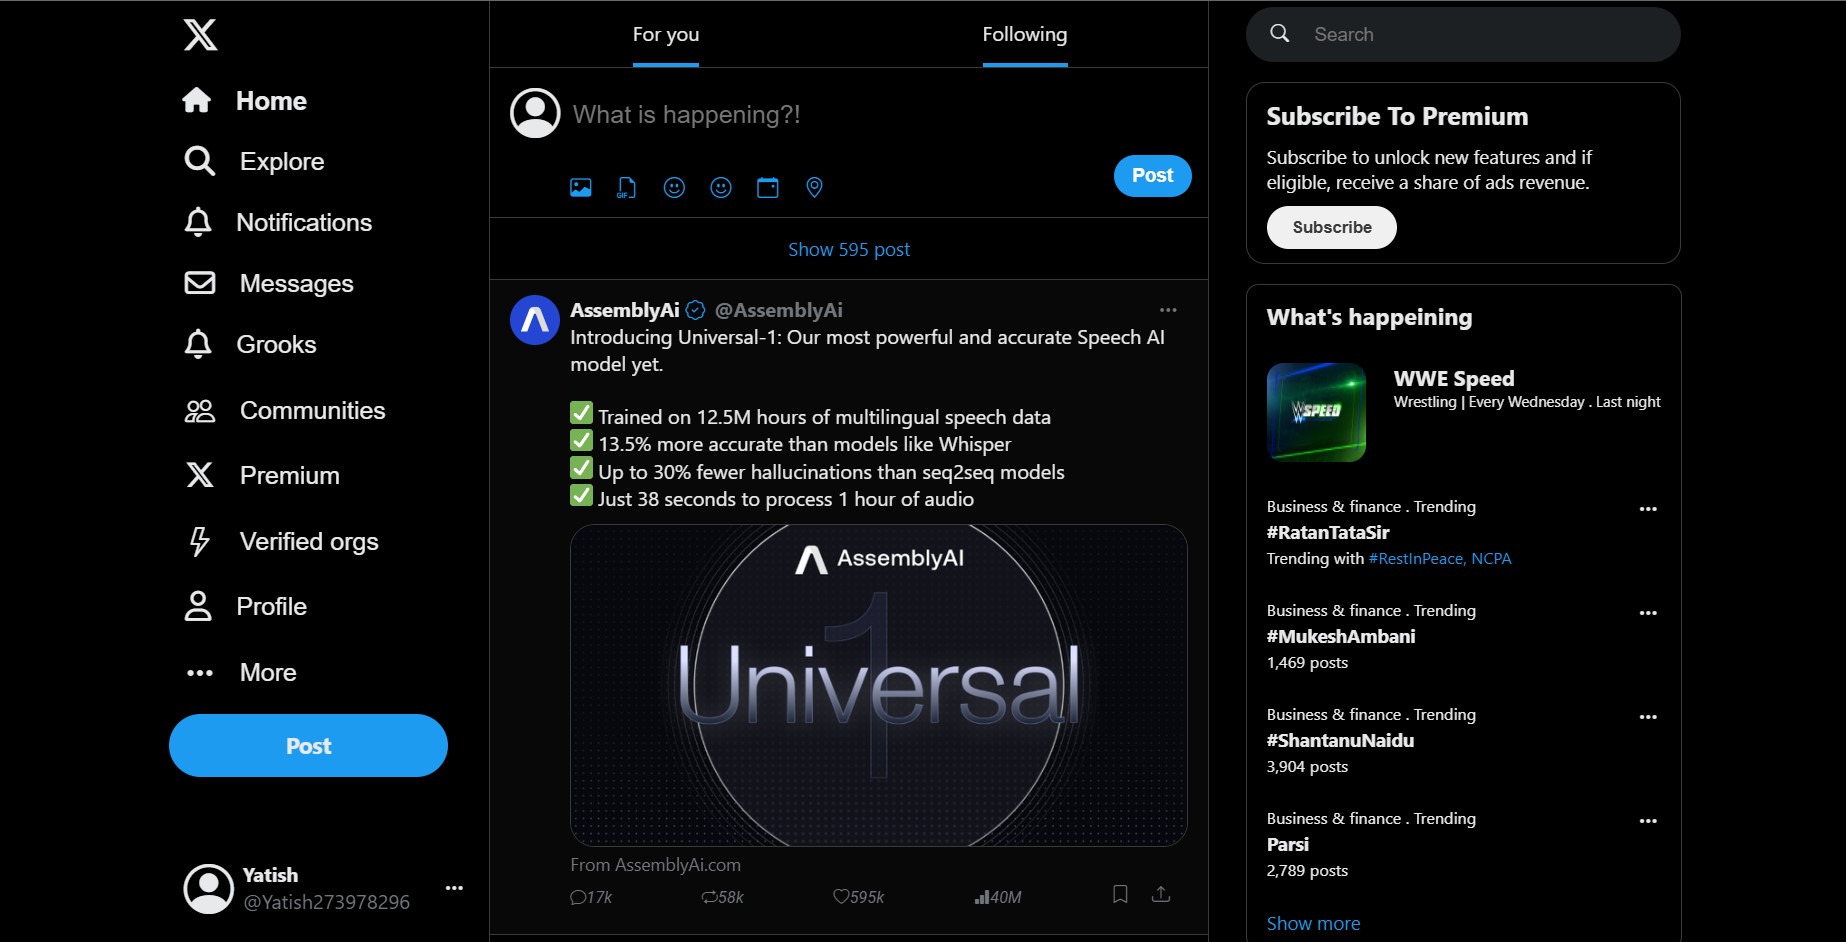 Home
Explore
Notifications
Messages
Grooks
Communities
Premium
Verified orgs
Profile
More
Post
Yatish
@Yatish273978296
For you
Following
What is happening?!
GIF
Post
Show 595 post
AssemblyAi @AssemblyAi
Introducing Universal-1: Our most powerful and accurate Speech AI
model yet.
✅ Trained on 12.5M hours of multilingual speech data
✅ 13.5% more accurate than models like Whisper
✅ Up to 30% fewer hallucinations than seq2seq models
✅ Just 38 seconds to process 1 hour of audio
AssemblyAI
Universal
1
From AssemblyAi.com
17k 58k 595k 40M
Search
Subscribe To Premium
Subscribe to unlock new features and if
eligible, receive a share of ads revenue.
Subscribe
What's happeining
SPEED
WWE Speed
Wrestling | Every Wednesday . Last night
Business & finance . Trending
#RatanTataSir
Trending with #RestInPeace, NCPA
Business & finance . Trending
#MukeshAmbani
1,469 posts
Business & finance . Trending
#ShantanuNaidu
3,904 posts
Business & finance . Trending
Parsi
2,789 posts
Show more